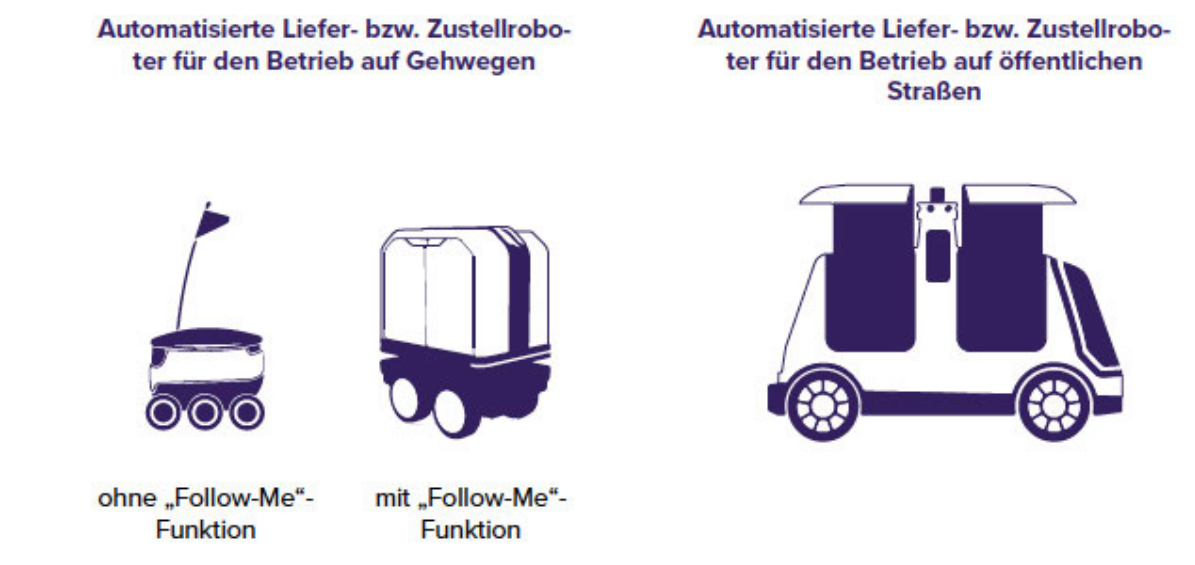 Automatisierte Liefer- bzw. Zustellrobo-
ter für den Betrieb auf Gehwegen
Automatisierte Liefer- bzw. Zustellrobo-
ter für den Betrieb auf öffentlichen
Straßen
ohne „Follow-Me“-
Funktion
mit „Follow-Me“-
Funktion